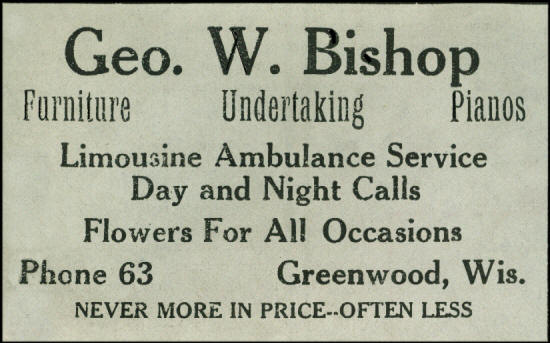 Geo. W. Bishop
Furniture Undertaking Pianos
Limousine Ambulance Service
Day and Night Calls
Flowers For All Occasions
Phone 63 Greenwood, Wis.
NEVER MORE IN PRICE--OFTEN LESS